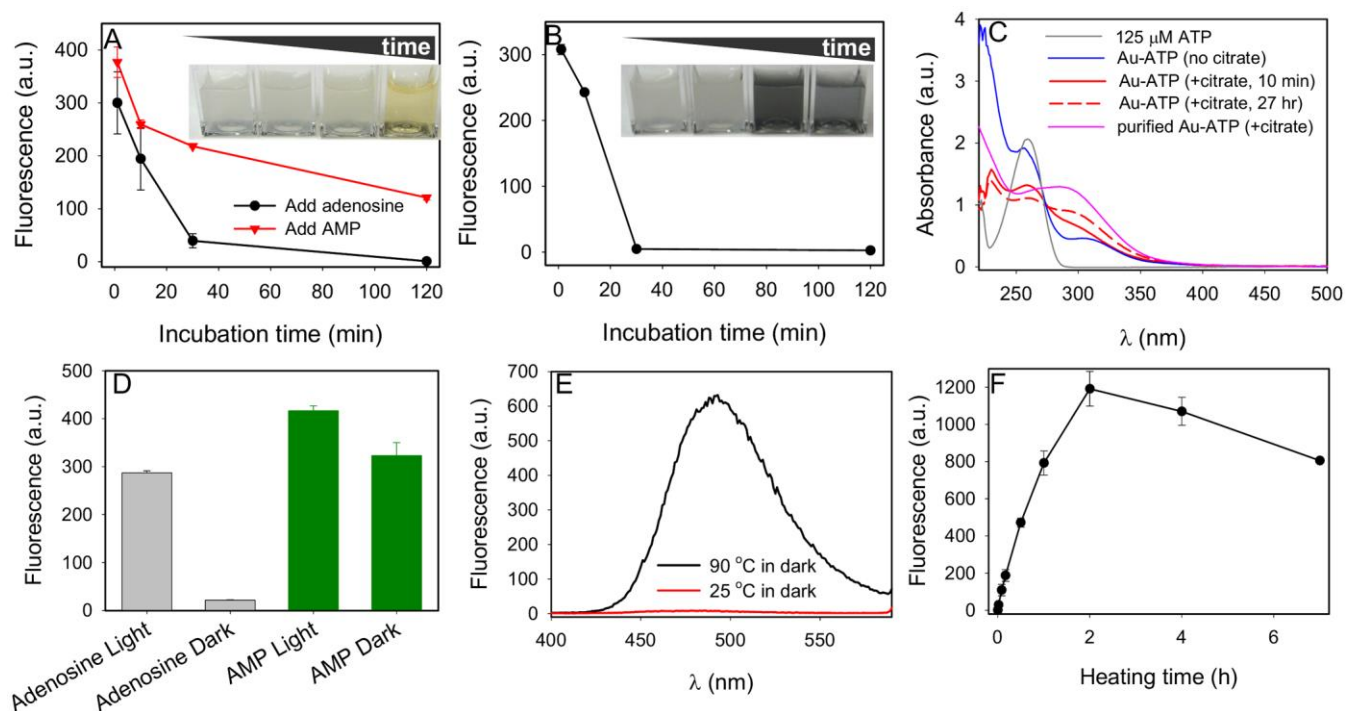 A
time
Fluorescence (a.u.)
400
300
200
100
0
Add adenosine
Add AMP
0 20 40 60 80 100 120
Incubation time (min)
B
time
Fluorescence (a.u.)
300
200
100
0
0 20 40 60 80 100 120
Incubation time (min)
C
Absorbance
4
3
2
1
0
125 μM ATP
Au-ATP (no citrate)
Au-ATP (+citrate, 10 min)
Au-ATP (+citrate, 27 hr)
purified Au-ATP (+citrate)
250 300 350 400 450 500
λ (nm)
D
Fluorescence (a.u.)
500
400
300
200
100
0
Adenosine Light
Adenosine Dark
AMP Light
AMP Dark
E
Fluorescence (a.u.)
700
600
500
400
300
200
100
0
90 °C in dark
25 °C in dark
400 450 500 550
λ (nm)
F
Fluorescence (a.u.)
1200
1000
800
600
400
200
0
0 2 4 6
Heating time (h)